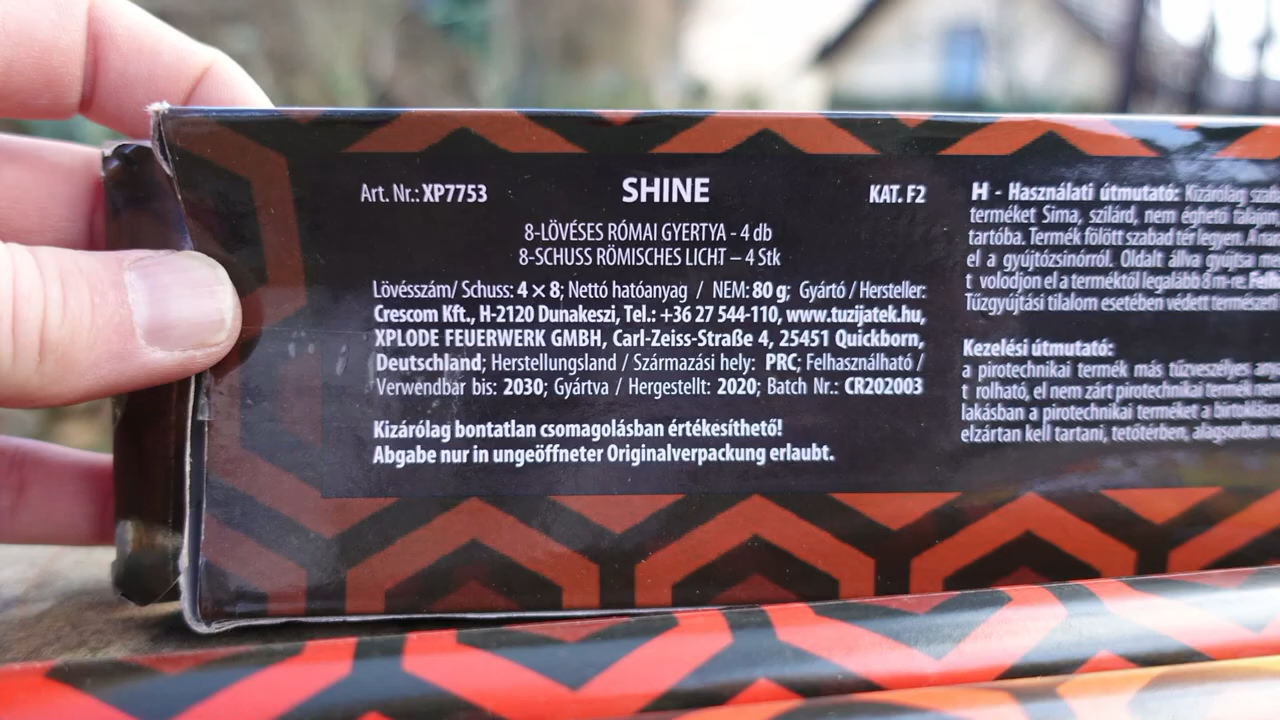 Art. Nr.: XP7753
SHINE
KAT. F2
8-LÖVÉSES RÓMAI GYERTYA - 4 db
8-SCHUSS RÖMISCHES LICHT – 4 Stk
Lövésszám/ Schuss: 4 × 8; Nettó hatóanyag / NEM: 80 g; Gyártó / Hersteller:
Crescom Kft., H-2120 Dunakeszi, Tel.: +36 27 544-110, www.tuzijatek.hu,
XPLODE FEUERWERK GMBH, Carl-Zeiss-Straße 4, 25451 Quickborn,
Deutschland; Herstellungsland / Származási hely: PRC; Felhasználható /
Verwendbar bis: 2030; Gyártva / Hergestellt: 2020; Batch Nr.: CR202003
Kizárólag bontatlan csomagolásban értékesíthető!
Abgabe nur in ungeöffneter Originalverpackung erlaubt.
H - Használati útmutató: Kizárólag
terméket Sima, szilárd, nem éghető talajon
tartóba. Termék fölött szabad tér legyen. A
el a gyújtózsinórról. Oldalt állva gyújtsa
t volódjon el a terméktől legalább 8 m-re.
Tűzgyújtási tilalom esetében védett természeti
Kezelési útmutató:
a pirotechnikai termék más tűzveszélyes
t rolható, el nem zárt pirotechnikai termék
lakásban a pirotechnikai terméket a
elzártan kell tartani, tetőtérben, alagsorban